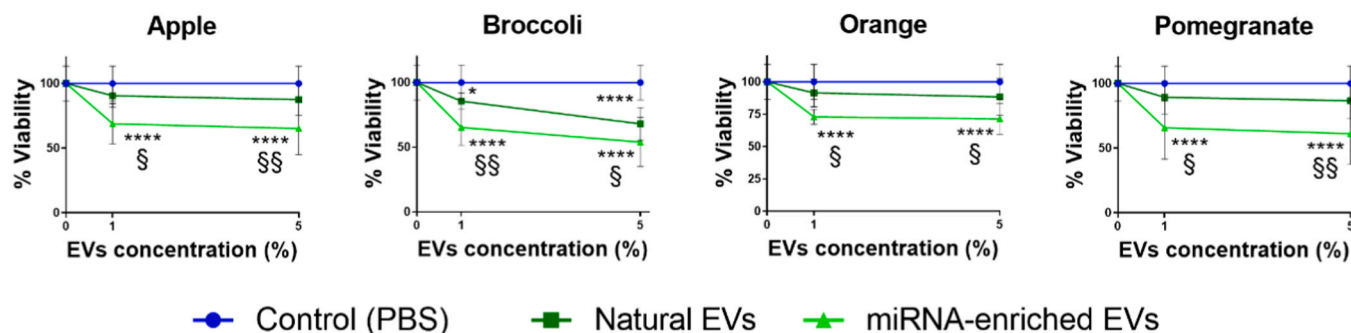 Apple
% Viability
100
50
0
0
1
5
****
§
****
§§
EVs concentration (%)
Broccoli
% Viability
100
50
0
0
1
5
*
****
****
§§
****
§
EVs concentration (%)
Orange
% Viability
100
75
50
25
0
0
1
5
****
§
****
§
EVs concentration (%)
Pomegranate
% Viability
100
50
0
0
1
5
****
§
****
§§
EVs concentration (%)
Control (PBS)
Natural EVs
miRNA-enriched EVs